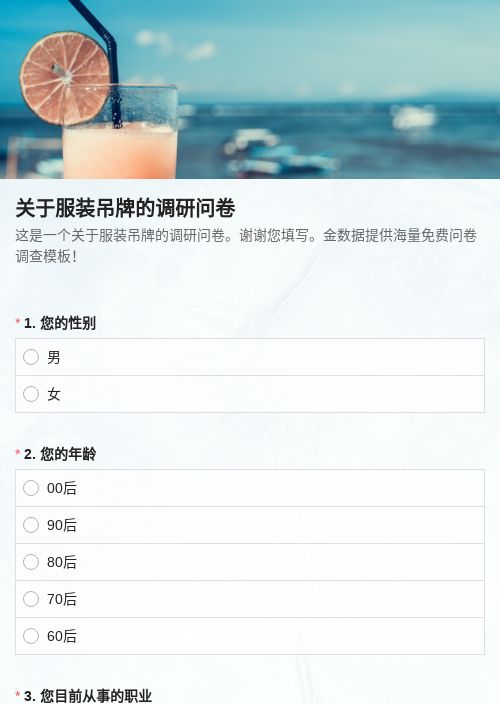 关于服装吊牌的调研问卷
这是一个关于服装吊牌的调研问卷。谢谢您填写。金数据提供海量免费问卷
调查模板！
* 1. 您的性别
男
女
* 2. 您的年龄
00后
90后
80后
70后
60后
* 3. 您目前从事的职业